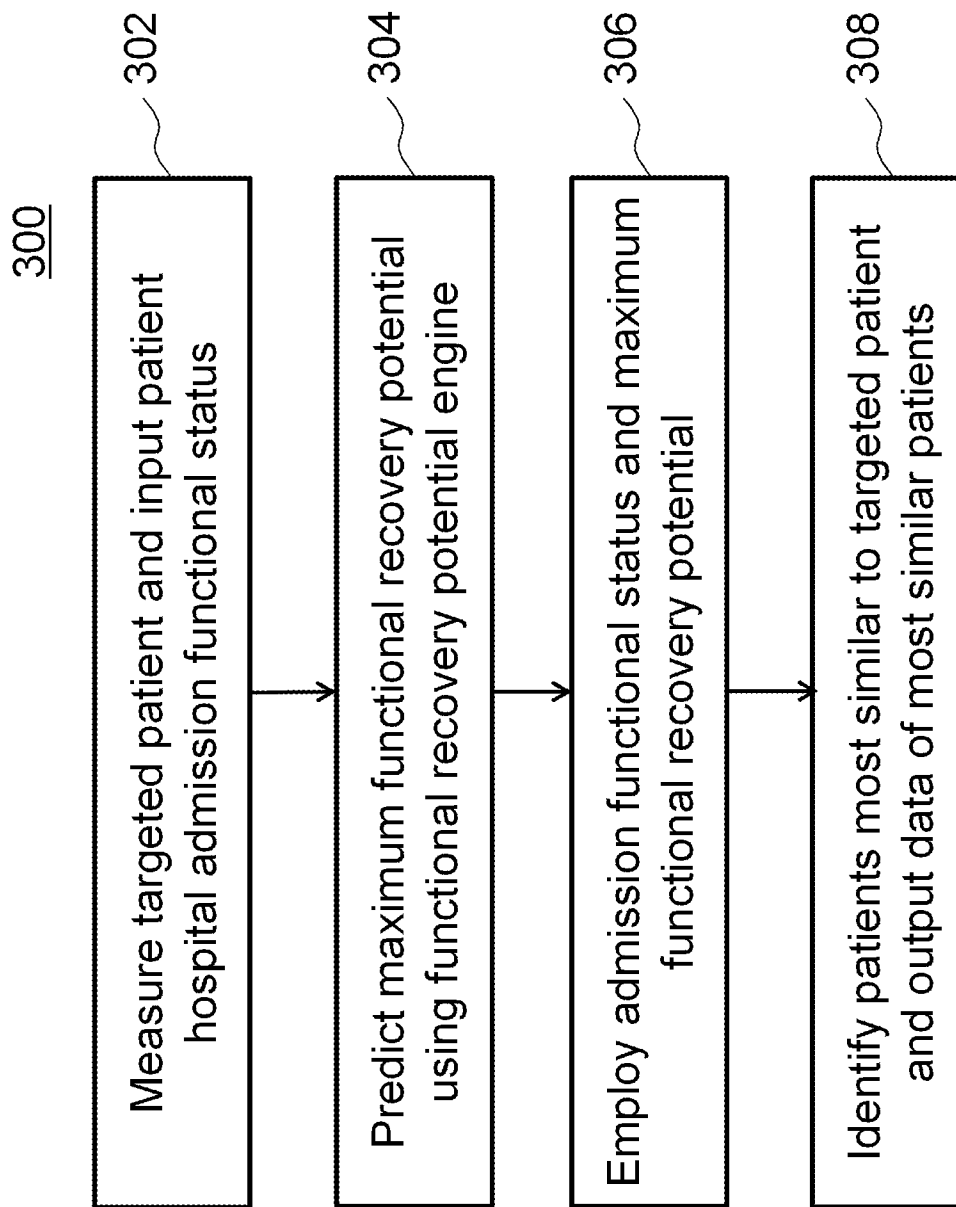 300
Measure targeted patient and input patient
hospital admission functional status
302
Predict maximum functional recovery potential
using functional recovery potential engine
304
Employ admission functional status and maximum
functional recovery potential
306
Identify patients most similar to targeted patient
and output data of most similar patients
308